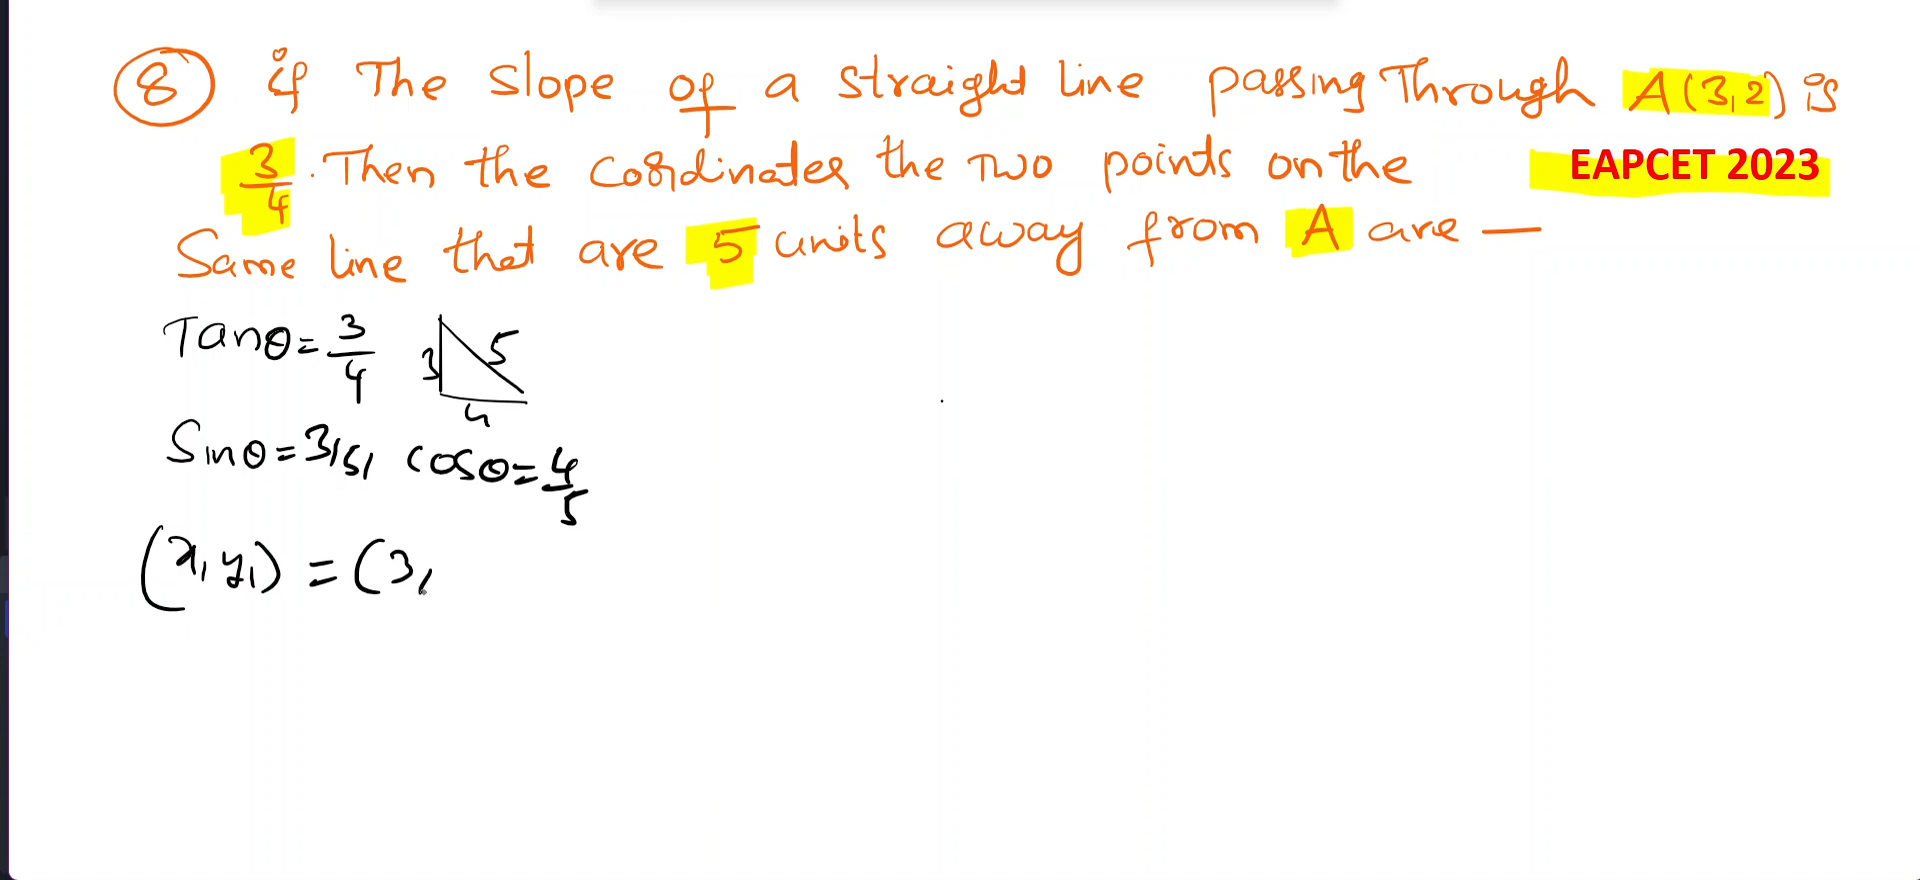 8 if The slope of a straight line passing Through A(3,2) is
3/4. Then the coordinates the Two points on the
EAPCET 2023
Same line that are 5 units away from A are —
Tanθ = 3/4
3 5
4
Sinθ = 3/5, cosθ = 4/5
(x1, y1) = (3,